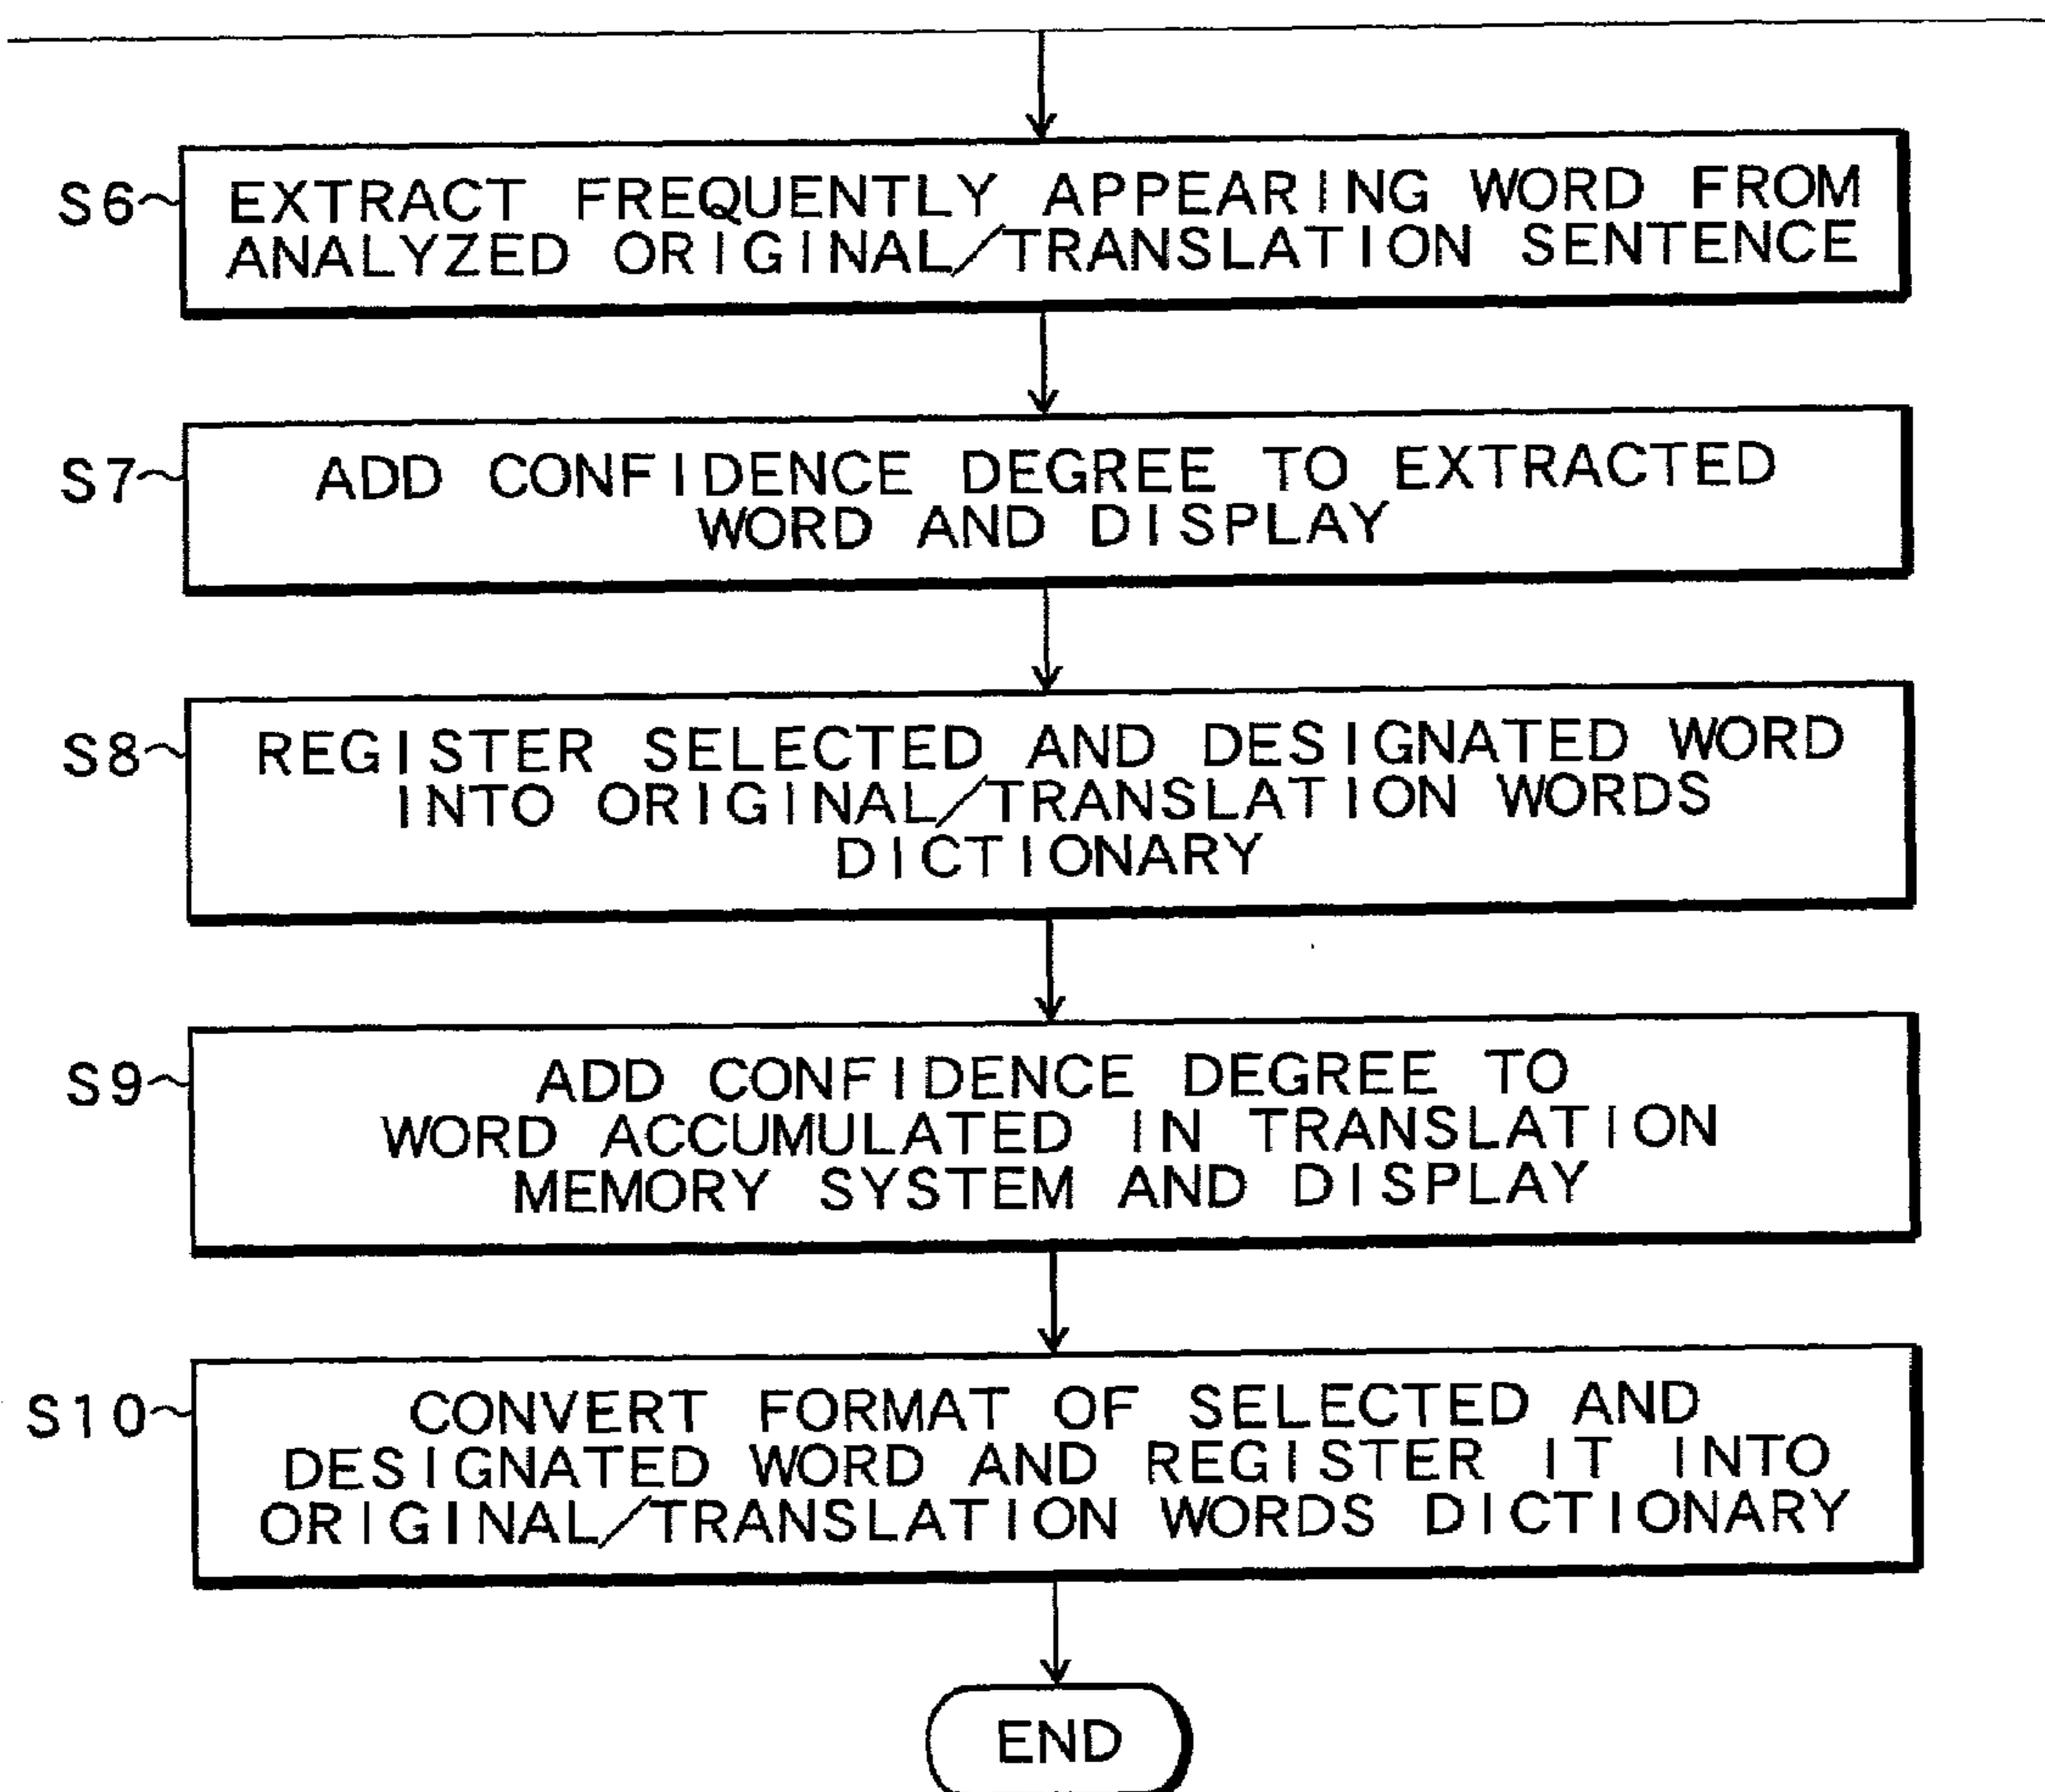 S6
EXTRACT FREQUENTLY APPEARING WORD FROM
ANALYZED ORIGINAL/TRANSLATION SENTENCE
S7
ADD CONFIDENCE DEGREE TO EXTRACTED
WORD AND DISPLAY
S8
REGISTER SELECTED AND DESIGNATED WORD
INTO ORIGINAL/TRANSLATION WORDS
DICTIONARY
S9
ADD CONFIDENCE DEGREE TO
WORD ACCUMULATED IN TRANSLATION
MEMORY SYSTEM AND DISPLAY
S10
CONVERT FORMAT OF SELECTED AND
DESIGNATED WORD AND REGISTER IT INTO
ORIGINAL/TRANSLATION WORDS DICTIONARY
END